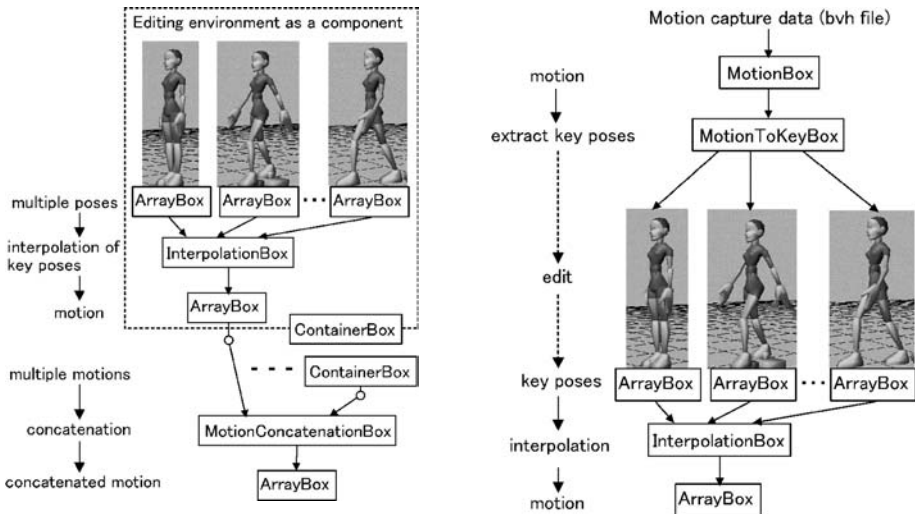 Editing environment as a component
ArrayBox
ArrayBox
ArrayBox
multiple poses
interpolation of
key poses
motion
InterpolationBox
ArrayBox
ContainerBox
ContainerBox
multiple motions
concatenation
concatenated motion
MotionConcatenationBox
ArrayBox
Motion capture data (bvh file)
motion
MotionBox
extract key poses
MotionToKeyBox
edit
key poses
ArrayBox
ArrayBox
ArrayBox
interpolation
InterpolationBox
motion
ArrayBox